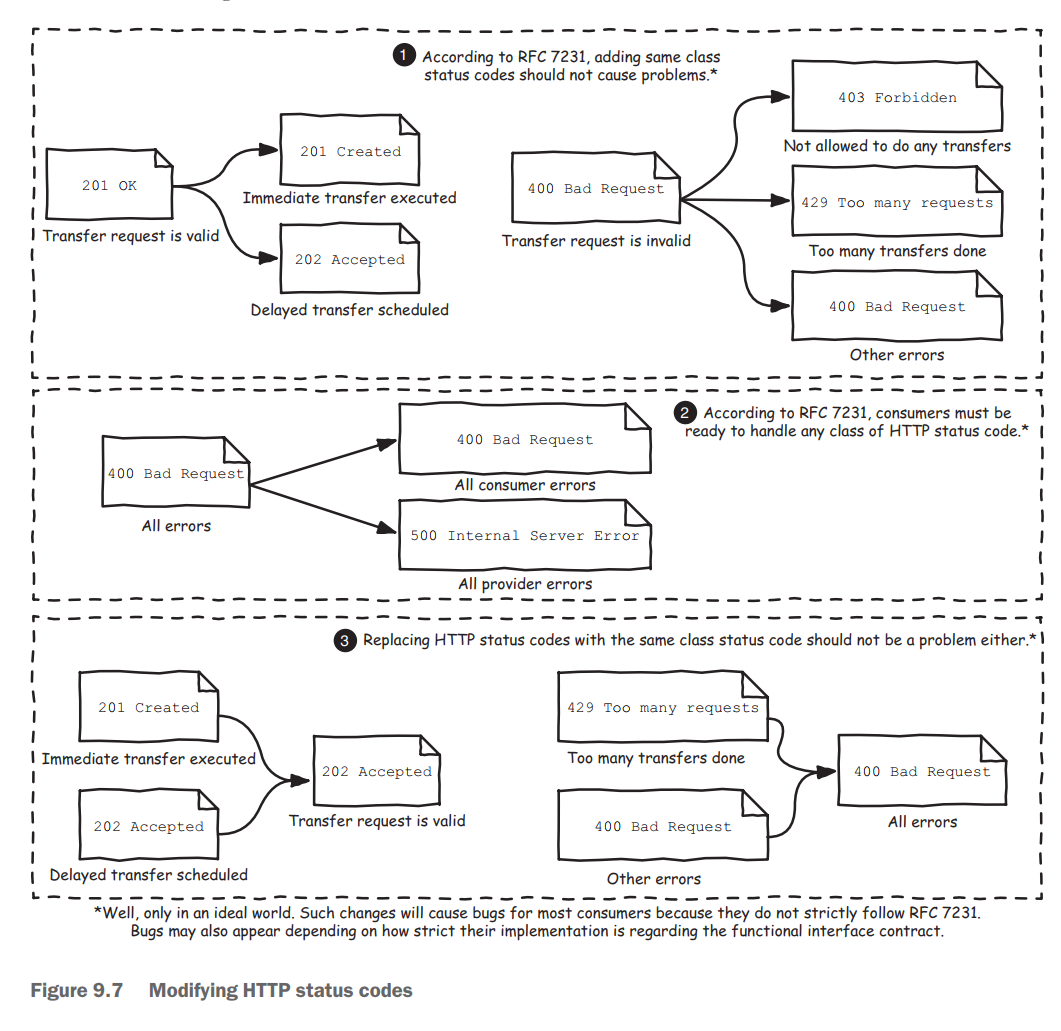 1 According to RFC 7231, adding same class
status codes should not cause problems.*
201 OK
Transfer request is valid
201 Created
Immediate transfer executed
202 Accepted
Delayed transfer scheduled
400 Bad Request
Transfer request is invalid
403 Forbidden
Not allowed to do any transfers
429 Too many requests
Too many transfers done
400 Bad Request
Other errors
2 According to RFC 7231, consumers must be
ready to handle any class of HTTP status code.*
400 Bad Request
All errors
400 Bad Request
All consumer errors
500 Internal Server Error
All provider errors
3 Replacing HTTP status codes with the same class status code should not be a problem either.*
201 Created
Immediate transfer executed
202 Accepted
Delayed transfer scheduled
202 Accepted
Transfer request is valid
429 Too many requests
Too many transfers done
400 Bad Request
Other errors
400 Bad Request
All errors
*Well, only in an ideal world. Such changes will cause bugs for most consumers because they do not strictly follow RFC 7231.
Bugs may also appear depending on how strict their implementation is regarding the functional interface contract.
Figure 9.7 Modifying HTTP status codes